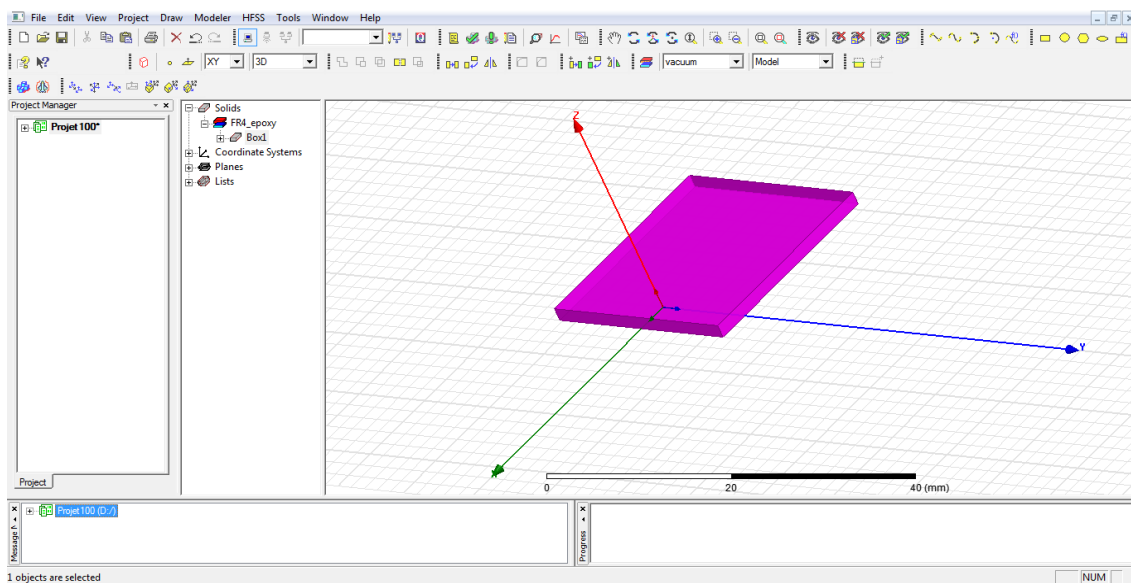 File Edit View Project Draw Modeler HFSS Tools Window Help
XY 3D vacuum Model
Project Manager
Projet100*
Project
Solids
FR4_epoxy
Box1
Coordinate Systems
Planes
Lists
Z
Y
X
0 20 40 (mm)
Projet100 (D:/)
Progress
1 objects are selected
NUM